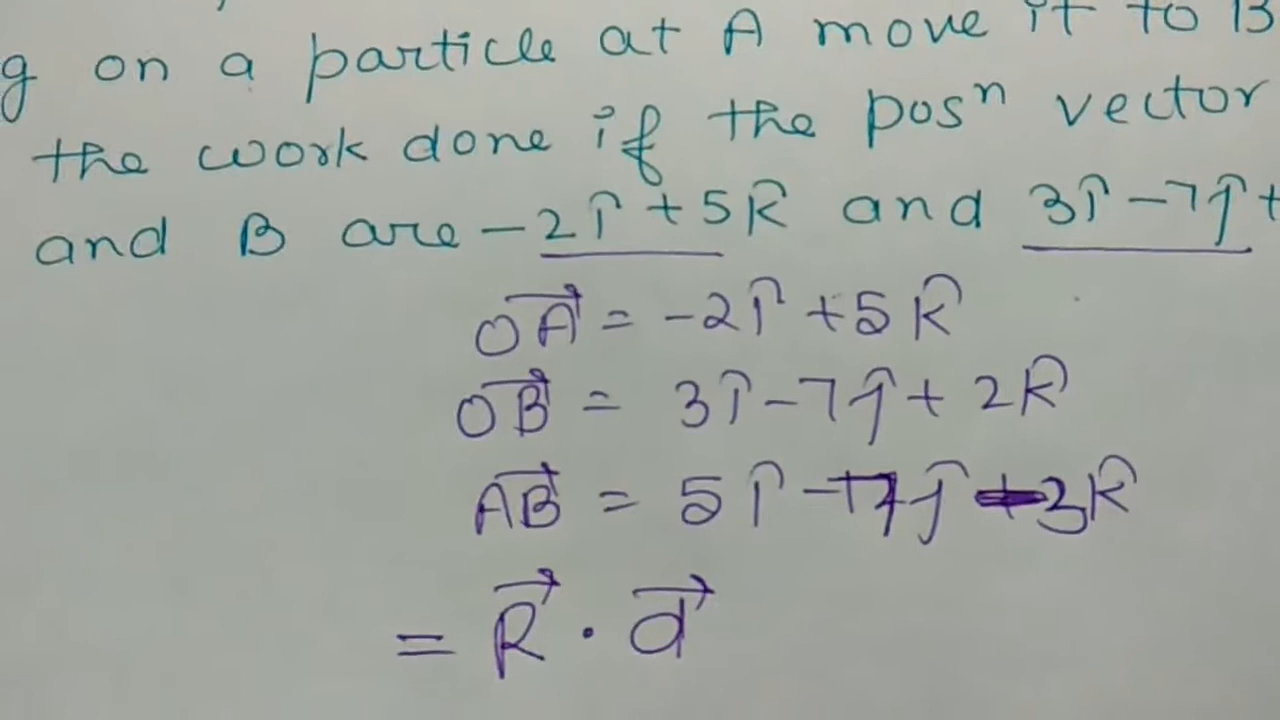 g on a particle at A move it to B
the work done if the posⁿ vector
and B are -2î + 5k̂ and 3î - 7ĵ +
OA⃗ = -2î + 5k̂
OB⃗ = 3î - 7ĵ + 2k̂
AB⃗ = 5î - 7ĵ - 3k̂
= R⃗ · d⃗